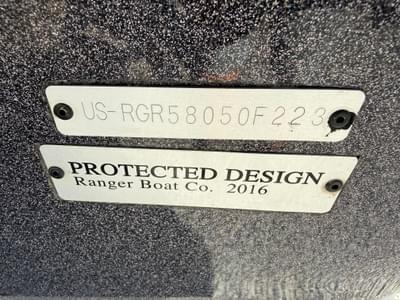 US-RGR58050F223
PROTECTED DESIGN
Ranger Boat Co. 2016